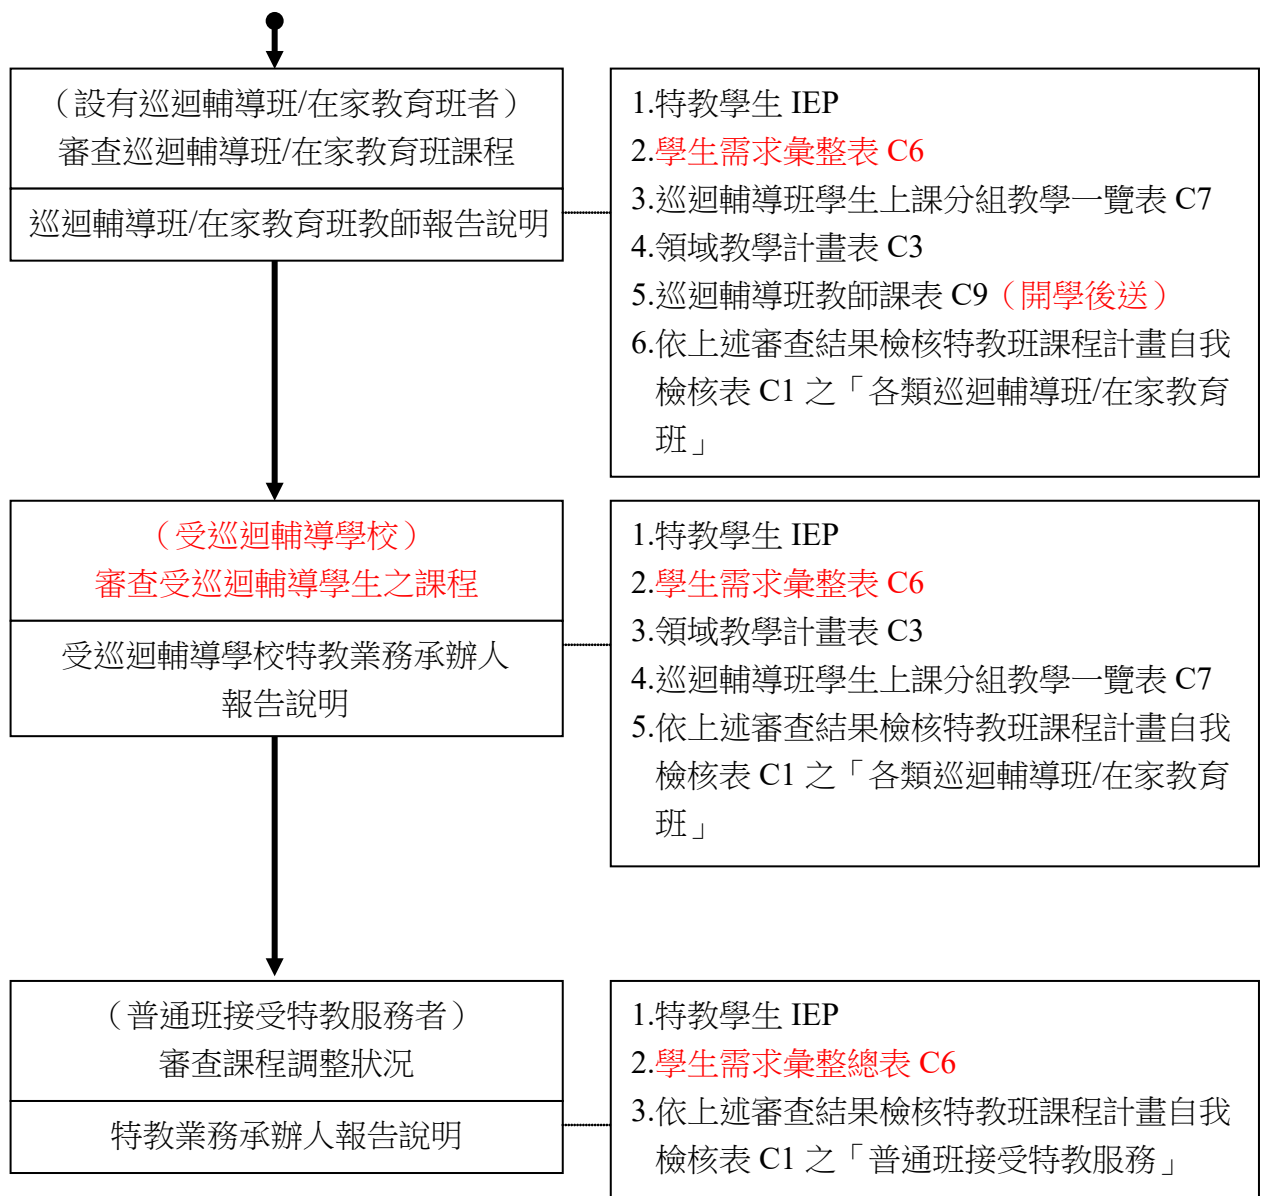 （設有巡迴輔導班/在家教育班者）
審查巡迴輔導班/在家教育班課程
巡迴輔導班/在家教育班教師報告說明
1.特教學生 IEP
2.學生需求彙整表 C6
3.巡迴輔導班學生上課分組教學一覽表 C7
4.領域教學計畫表 C3
5.巡迴輔導班教師課表 C9（開學後送）
6.依上述審查結果檢核特教班課程計畫自我
檢核表 C1 之「各類巡迴輔導班/在家教育
班」
（受巡迴輔導學校）
審查受巡迴輔導學生之課程
受巡迴輔導學校特教業務承辦人
報告說明
1.特教學生 IEP
2.學生需求彙整表 C6
3.領域教學計畫表 C3
4.巡迴輔導班學生上課分組教學一覽表 C7
5.依上述審查結果檢核特教班課程計畫自我
檢核表 C1 之「各類巡迴輔導班/在家教育
班」
（普通班接受特教服務者）
審查課程調整狀況
特教業務承辦人報告說明
1.特教學生 IEP
2.學生需求彙整總表 C6
3.依上述審查結果檢核特教班課程計畫自我
檢核表 C1 之「普通班接受特教服務」